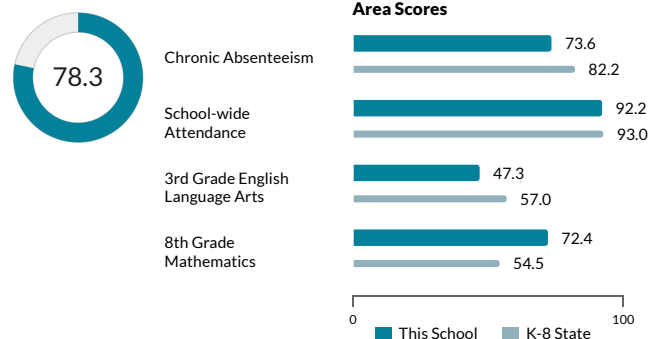 Area Scores
78.3
Chronic Absenteeism
73.6
82.2
School-wide
Attendance
92.2
93.0
3rd Grade English
Language Arts
47.3
57.0
8th Grade
Mathematics
72.4
54.5
0
100
This School
K-8 State